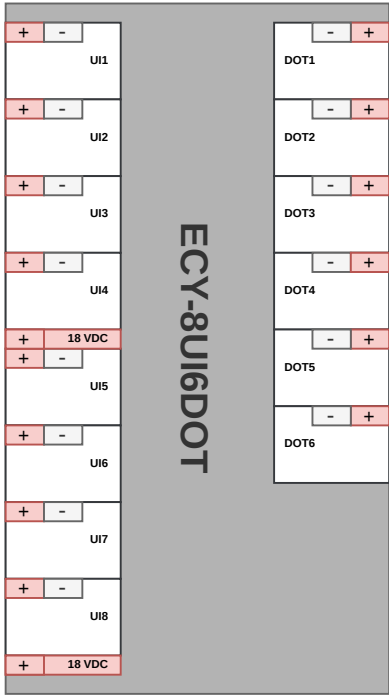 + -
UI1
+ -
UI2
+ -
UI3
+ -
UI4
+ 18 VDC
+ -
UI5
+ -
UI6
+ -
UI7
+ -
UI8
+ 18 VDC
ECY-8UI6DOT
- +
DOT1
- +
DOT2
- +
DOT3
- +
DOT4
- +
DOT5
- +
DOT6